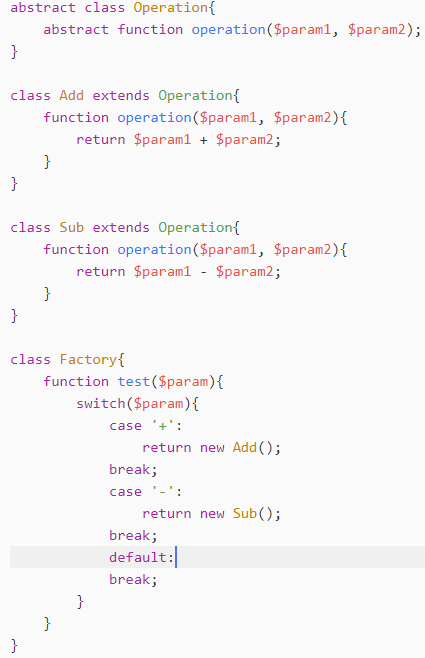 abstract class Operation{
    abstract function operation($param1, $param2);
}

class Add extends Operation{
    function operation($param1, $param2){
        return $param1 + $param2;
    }
}

class Sub extends Operation{
    function operation($param1, $param2){
        return $param1 - $param2;
    }
}

class Factory{
    function test($param){
        switch($param){
            case '+':
                return new Add();
            break;
            case '-':
                return new Sub();
            break;
            default:
            break;
        }
    }
}